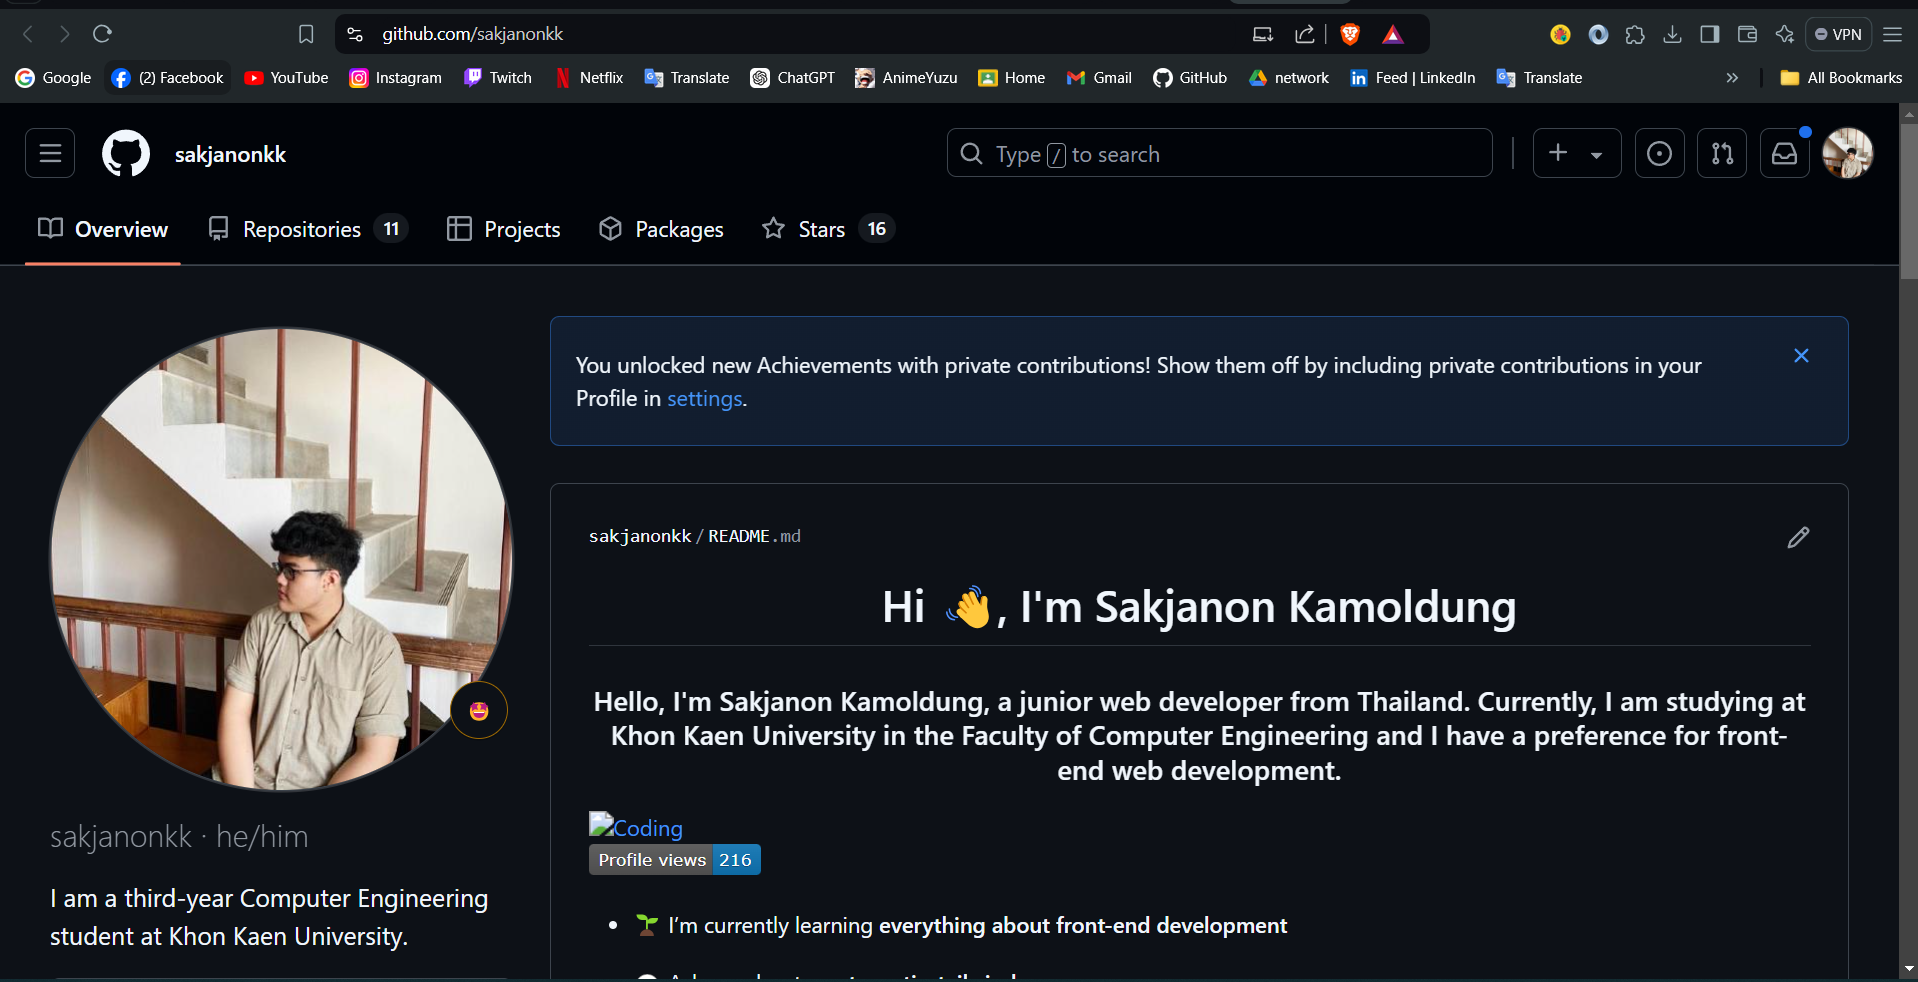 github.com/sakjanonkk
VPN
Google
(2) Facebook
YouTube
Instagram
Twitch
Netflix
Translate
ChatGPT
AnimeYuzu
Home
Gmail
GitHub
network
Feed | LinkedIn
Translate
»
All Bookmarks
sakjanonkk
Type / to search
Overview
Repositories 11
Projects
Packages
Stars 16
You unlocked new Achievements with private contributions! Show them off by including private contributions in your
Profile in settings.
sakjanonkk / README.md
Hi 👋, I'm Sakjanon Kamoldung
Hello, I'm Sakjanon Kamoldung, a junior web developer from Thailand. Currently, I am studying at
Khon Kaen University in the Faculty of Computer Engineering and I have a preference for front-
end web development.
Coding
Profile views 216
• 🌱 I’m currently learning everything about front-end development
sakjanonkk · he/him
I am a third-year Computer Engineering
student at Khon Kaen University.